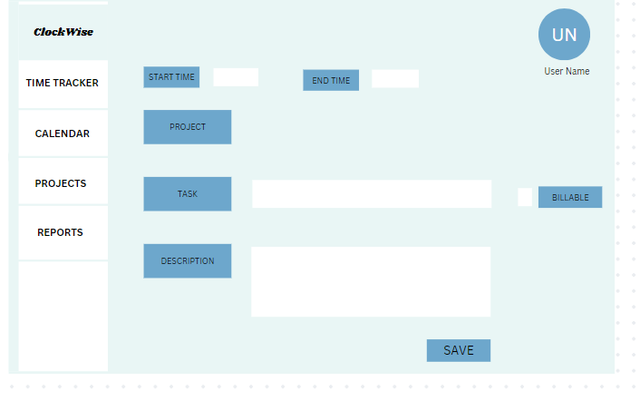 ClockWise
UN
User Name
TIME TRACKER
CALENDAR
PROJECTS
REPORTS
START TIME
END TIME
PROJECT
TASK
BILLABLE
DESCRIPTION
SAVE